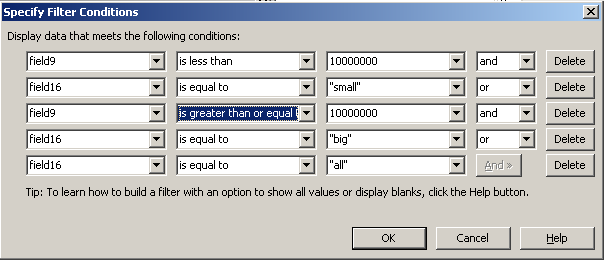 Specify Filter Conditions
Display data that meets the following conditions:
field9 is less than 10000000 and Delete
field16 is equal to "small" or Delete
field9 is greater than or equal 10000000 and Delete
field16 is equal to "big" or Delete
field16 is equal to "all" And » Delete
Tip: To learn how to build a filter with an option to show all values or display blanks, click the Help button.
OK Cancel Help